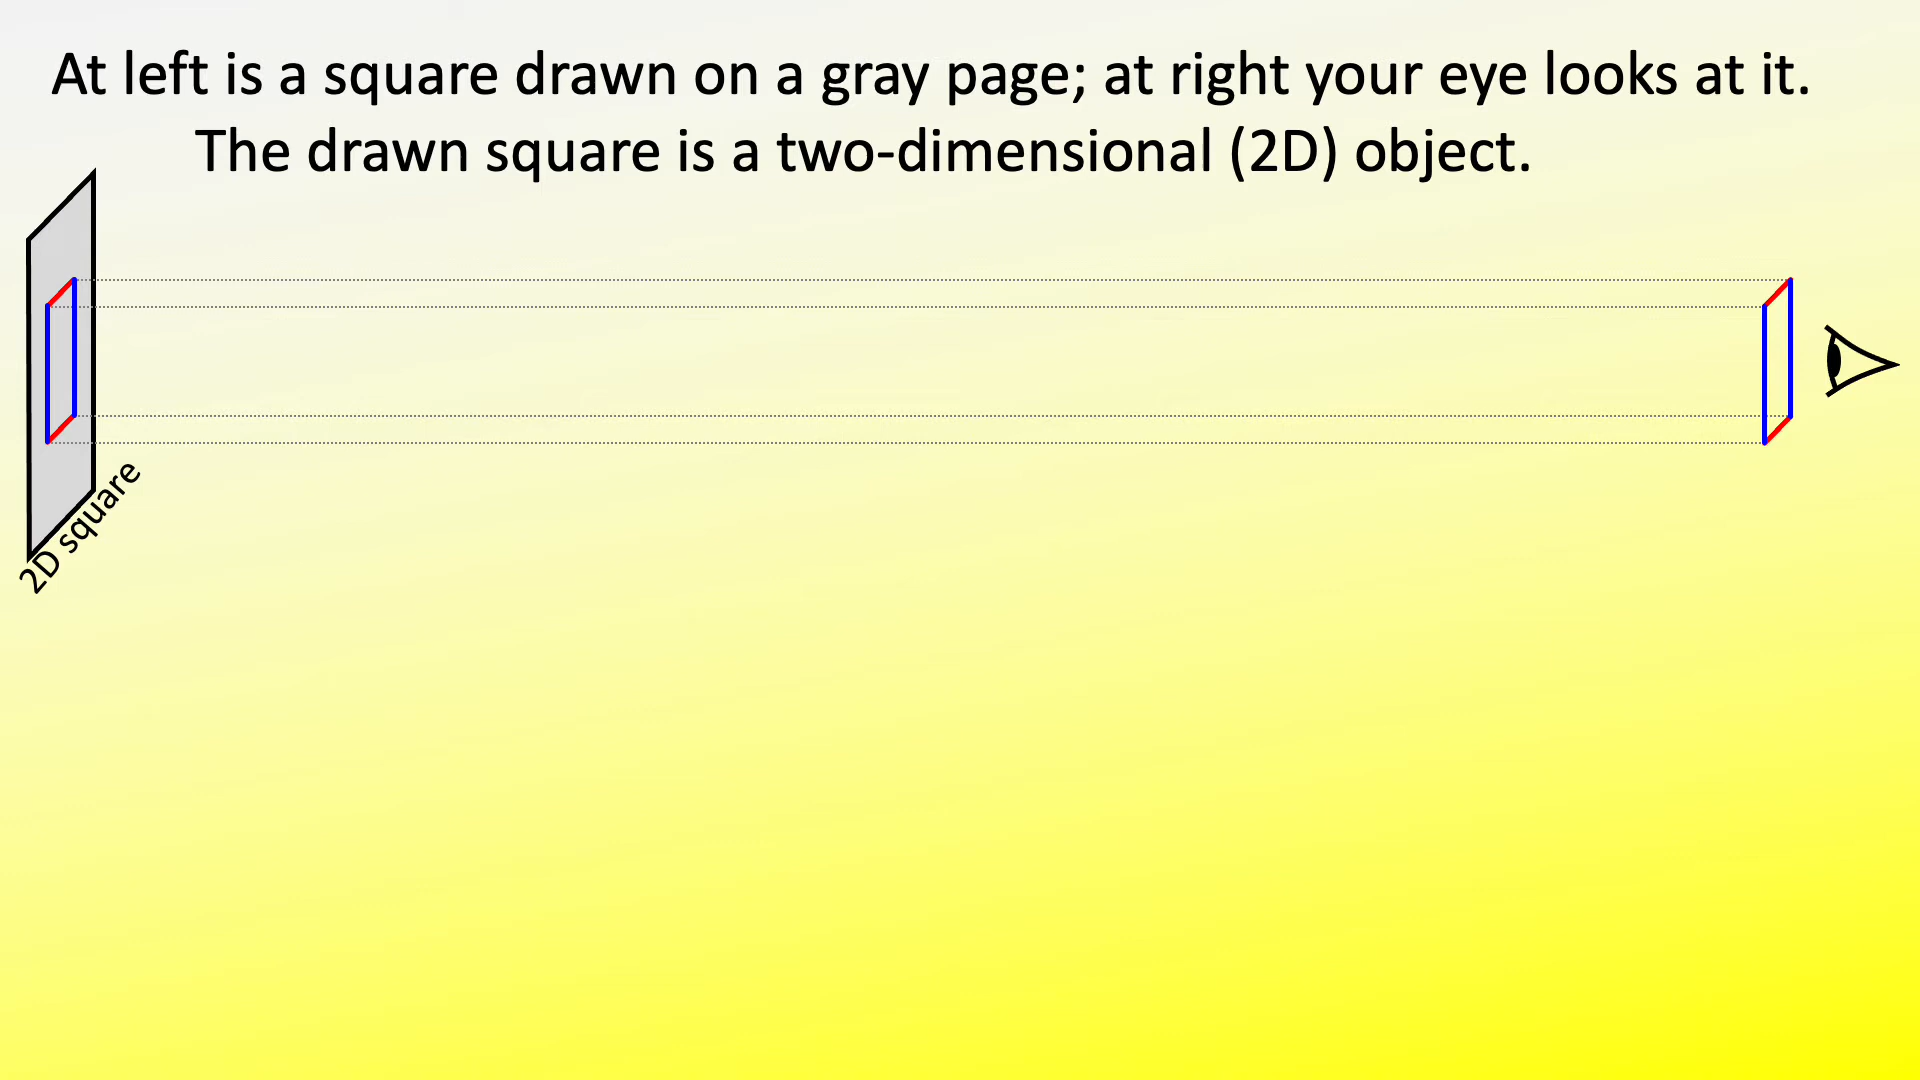 At left is a square drawn on a gray page; at right your eye looks at it.
The drawn square is a two-dimensional (2D) object.
2D square